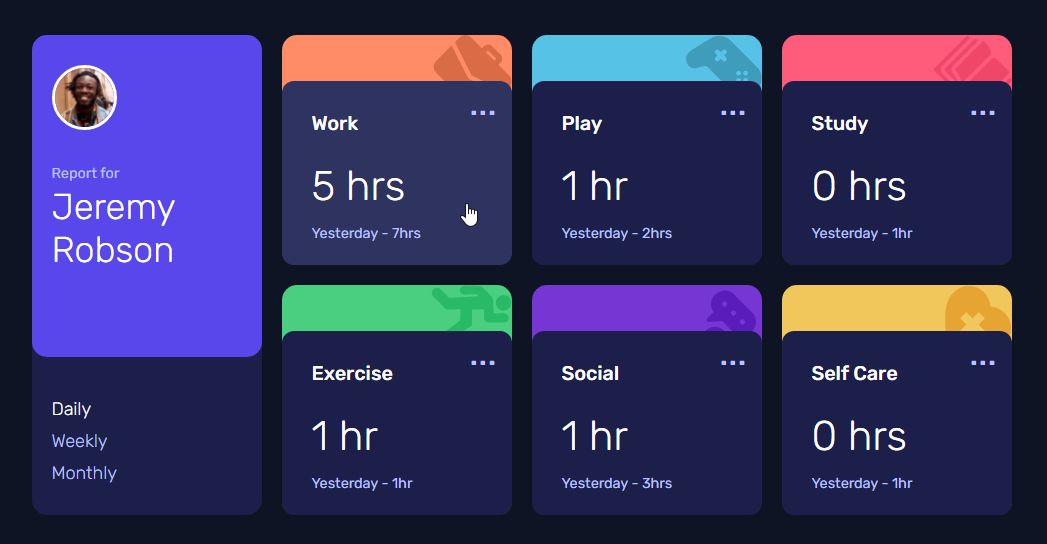 Report for
Jeremy
Robson
Daily
Weekly
Monthly
Work
5 hrs
Yesterday - 7hrs
Play
1 hr
Yesterday - 2hrs
Study
0 hrs
Yesterday - 1hr
Exercise
1 hr
Yesterday - 1hr
Social
1 hr
Yesterday - 3hrs
Self Care
0 hrs
Yesterday - 1hr